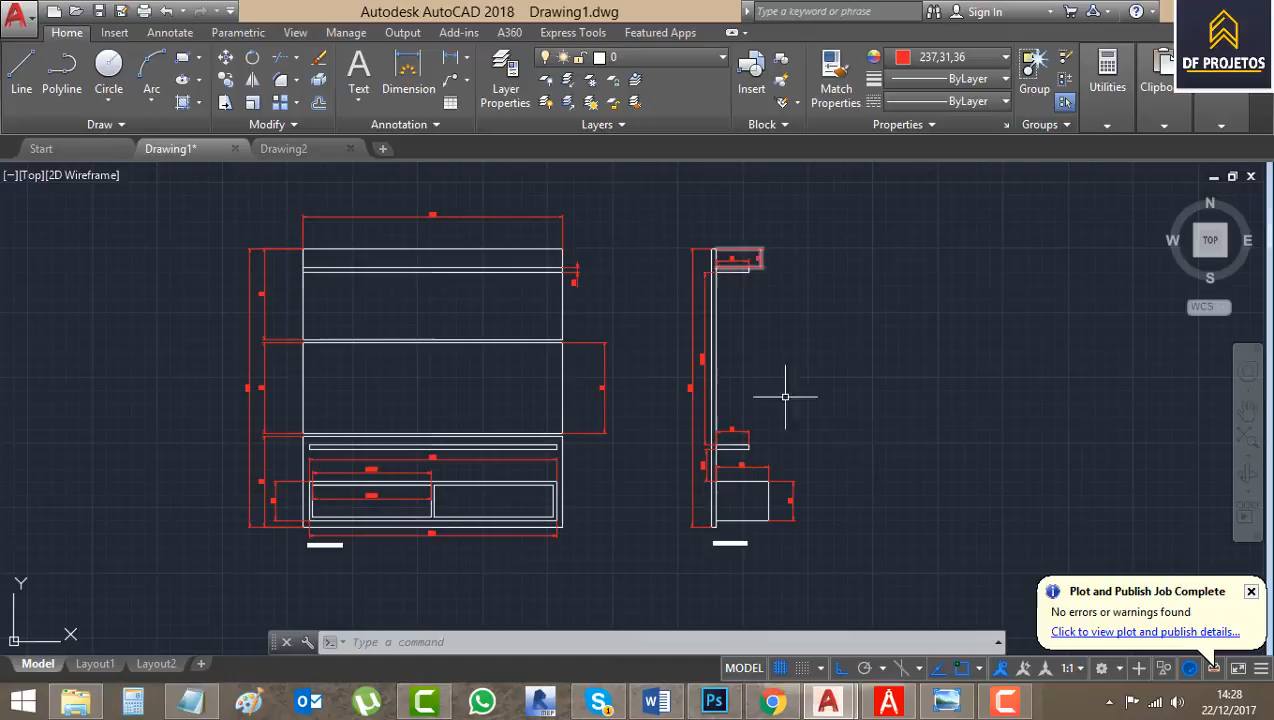 Autodesk AutoCAD 2018 Drawing1.dwg
Type a keyword or phrase
Sign In
Home Insert Annotate Parametric View Manage Output Add-ins A360 Express Tools Featured Apps
DF PROJETOS
Line Polyline Circle Arc
Text Dimension
Layer Properties
0
Insert
Match Properties
237,31,36
ByLayer
ByLayer
Group
Utilities
Draw Modify Annotation Layers Block Properties Groups
Start Drawing1* Drawing2
[−][Top][2D Wireframe]
N
W TOP E
S
WCS
Y
X
Plot and Publish Job Complete
No errors or warnings found
Click to view plot and publish details...
Type a command
Model Layout1 Layout2
MODEL 1:1
14:28
22/12/2017